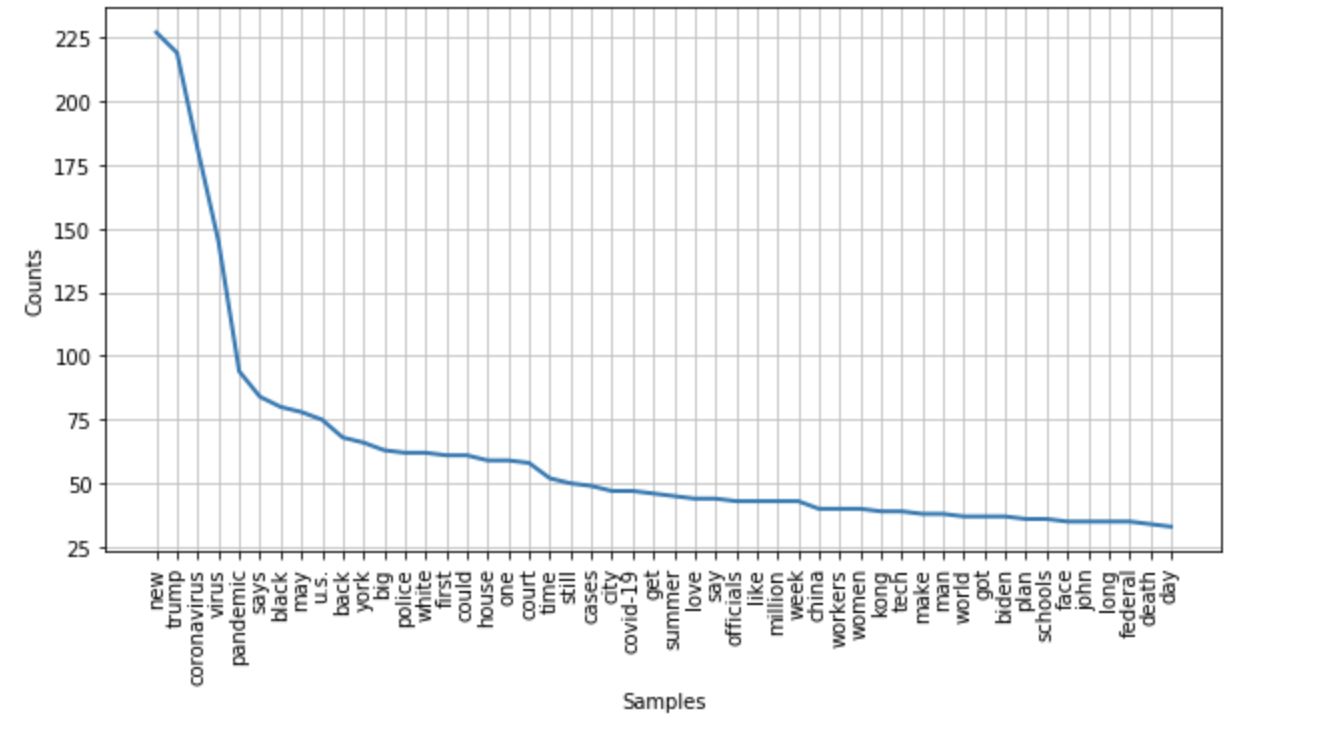 225
200
175
150
125
100
75
50
25
Counts
new
trump
coronavirus
virus
pandemic
says
black
may
u.s.
back
york
big
police
white
first
could
house
one
court
time
still
cases
city
covid-19
get
summer
love
say
officials
like
million
week
china
workers
women
kong
tech
make
man
world
got
biden
plan
schools
face
john
long
federal
death
day
Samples